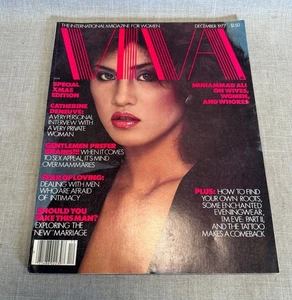 THE INTERNATIONAL MAGAZINE FOR WOMEN
DECEMBER 1977 $1.50
VIVA
SPECIAL
XMAS
EDITION
CATHERINE
DENEUVE:
A VERY PERSONAL
INTERVIEW WITH
A VERY PRIVATE
WOMAN
GENTLEMEN PREFER
BRAINS!!! WHEN IT COMES
TO SEX APPEAL, IT'S MIND
OVER MAMMARIES
FEAR OF LOVING:
DEALING WITH MEN
WHO ARE AFRAID
OF INTIMACY
SHOULD YOU
TAKE THIS MAN?
EXPLORING THE
"NEW" MARRIAGE
MUHAMMAD ALI
ON WIVES,
WOMEN,
AND WHORES
PLUS: HOW TO FIND
YOUR OWN ROOTS,
SOME ENCHANTED
EVENINGWEAR,
I'M EVE: PART II,
AND THE TATTOO
MAKES A COMEBACK